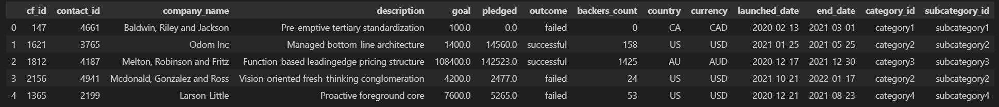 cf_id contact_id company_name description goal pledged outcome backers_count country currency launched_date end_date category_id subcategory_id
0 147 4661 Baldwin, Riley and Jackson Pre-emptive tertiary standardization 100.0 0.0 failed 0 CA CAD 2020-02-13 2021-03-01 category1 subcategory1
1 1621 3765 Odom Inc Managed bottom-line architecture 1400.0 14560.0 successful 158 US USD 2021-01-25 2021-05-25 category2 subcategory2
2 1812 4187 Melton, Robinson and Fritz Function-based leadingedge pricing structure 108400.0 142523.0 successful 1425 AU AUD 2020-12-17 2021-12-30 category3 subcategory3
3 2156 4941 Mcdonald, Gonzalez and Ross Vision-oriented fresh-thinking conglomeration 4200.0 2477.0 failed 24 US USD 2021-10-21 2022-01-17 category2 subcategory2
4 1365 2199 Larson-Little Proactive foreground core 7600.0 5265.0 failed 53 US USD 2020-12-21 2021-08-23 category4 subcategory4